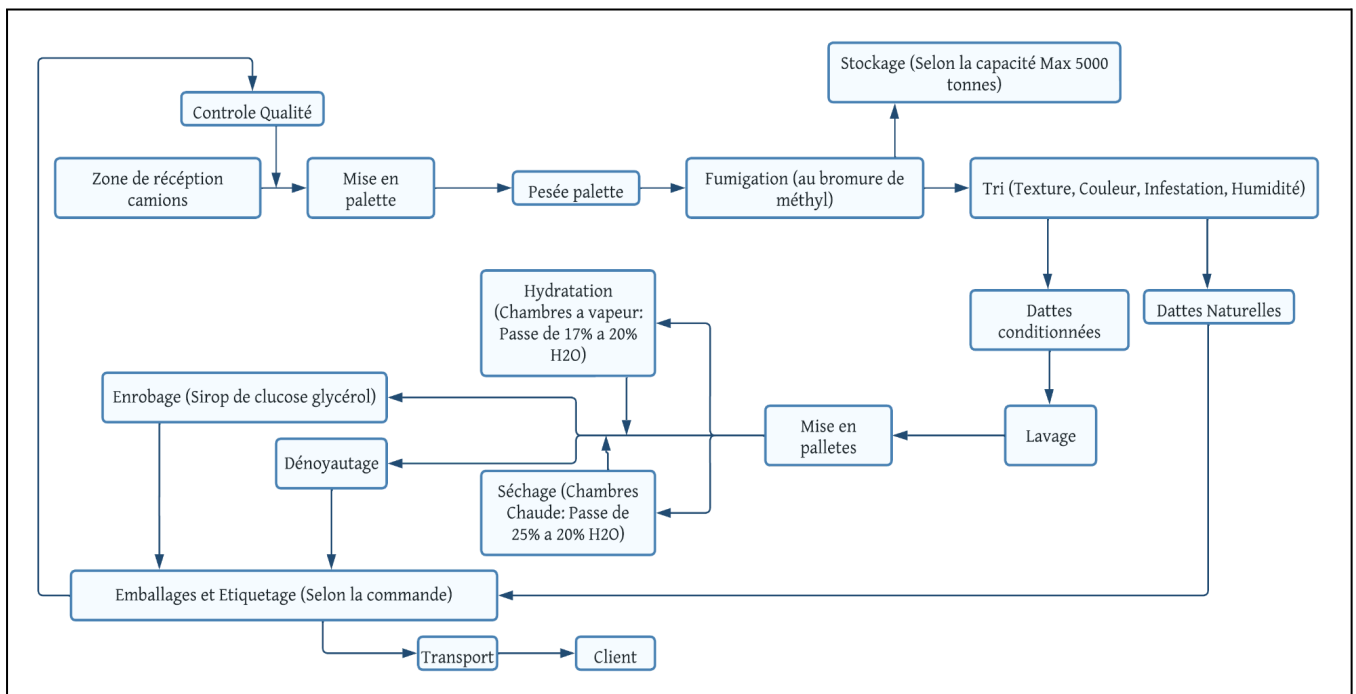 Stockage (Selon la capacité Max 5000
tonnes)
Controle Qualité
Zone de récéption
camions
Mise en
palette
Pesée palette
Fumigation (au bromure de
méthyl)
Tri (Texture, Couleur, Infestation, Humidité)
Hydratation
(Chambres a vapeur:
Passe de 17% a 20%
H2O)
Dattes
conditionnées
Dattes Naturelles
Enrobage (Sirop de clucose glycérol)
Mise en
palletes
Lavage
Dénoyautage
Séchage (Chambres
Chaude: Passe de
25% a 20% H2O)
Emballages et Etiquetage (Selon la commande)
Transport
Client